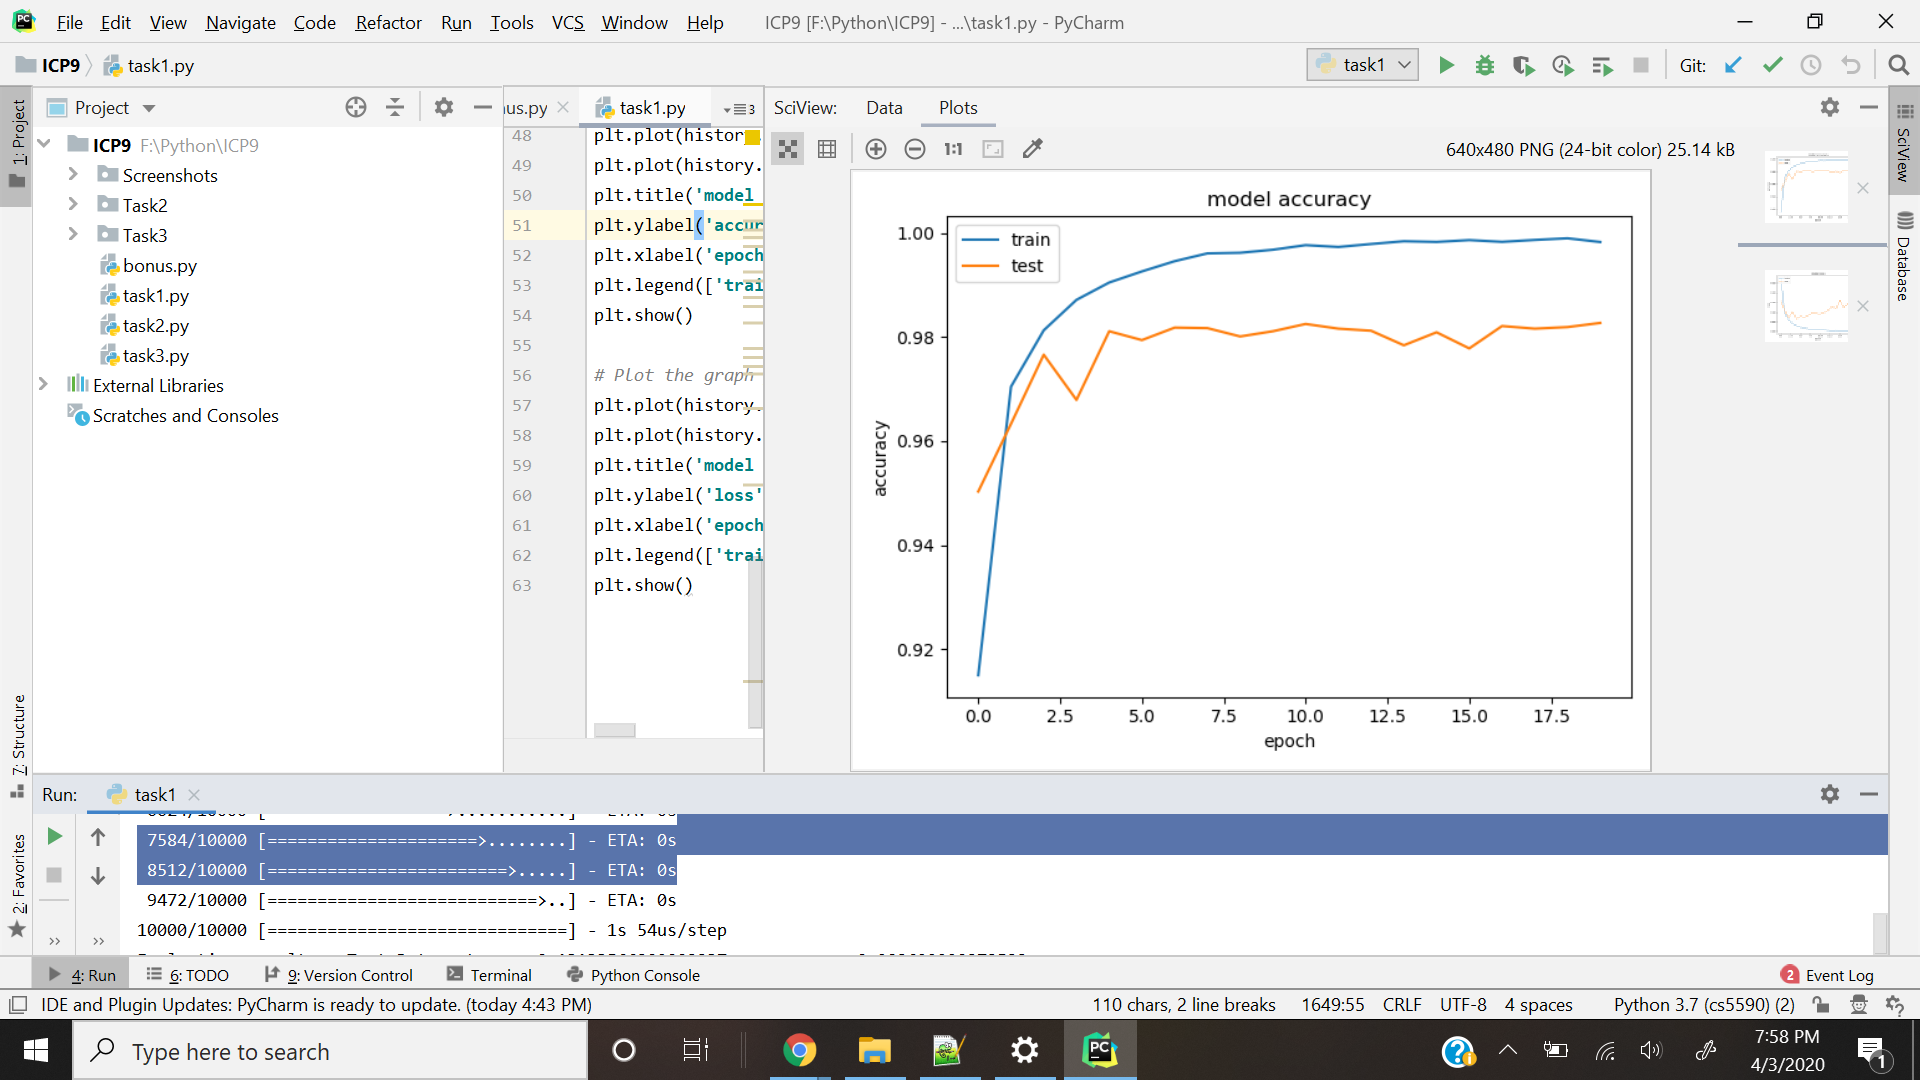 File Edit View Navigate Code Refactor Run Tools VCS Window Help ICP9 [F:\Python\ICP9] - ...\task1.py - PyCharm
ICP9 task1.py task1 Git:
1: Project
Project
us.py task1.py 3
SciView: Data Plots
1:1 640x480 PNG (24-bit color) 25.14 kB
SciView
Database
ICP9 F:\Python\ICP9
Screenshots
Task2
Task3
bonus.py
task1.py
task2.py
task3.py
External Libraries
Scratches and Consoles
48 plt.plot(history.
49 plt.plot(history.
50 plt.title('model
51 plt.ylabel('accur
52 plt.xlabel('epoch
53 plt.legend(['trai
54 plt.show()
55
56 # Plot the graph
57 plt.plot(history.
58 plt.plot(history.
59 plt.title('model
60 plt.ylabel('loss'
61 plt.xlabel('epoch
62 plt.legend(['trai
63 plt.show()
model accuracy
train
test
accuracy
1.00
0.98
0.96
0.94
0.92
0.0 2.5 5.0 7.5 10.0 12.5 15.0 17.5
epoch
7: Structure
2: Favorites
Run: task1
7584/10000 [=====================>........] - ETA: 0s
8512/10000 [========================>.....] - ETA: 0s
9472/10000 [===========================>..] - ETA: 0s
10000/10000 [==============================] - 1s 54us/step
4: Run 6: TODO 9: Version Control Terminal Python Console 2 Event Log
IDE and Plugin Updates: PyCharm is ready to update. (today 4:43 PM) 110 chars, 2 line breaks 1649:55 CRLF UTF-8 4 spaces Python 3.7 (cs5590) (2)
Type here to search
PC
7:58 PM
4/3/2020
1